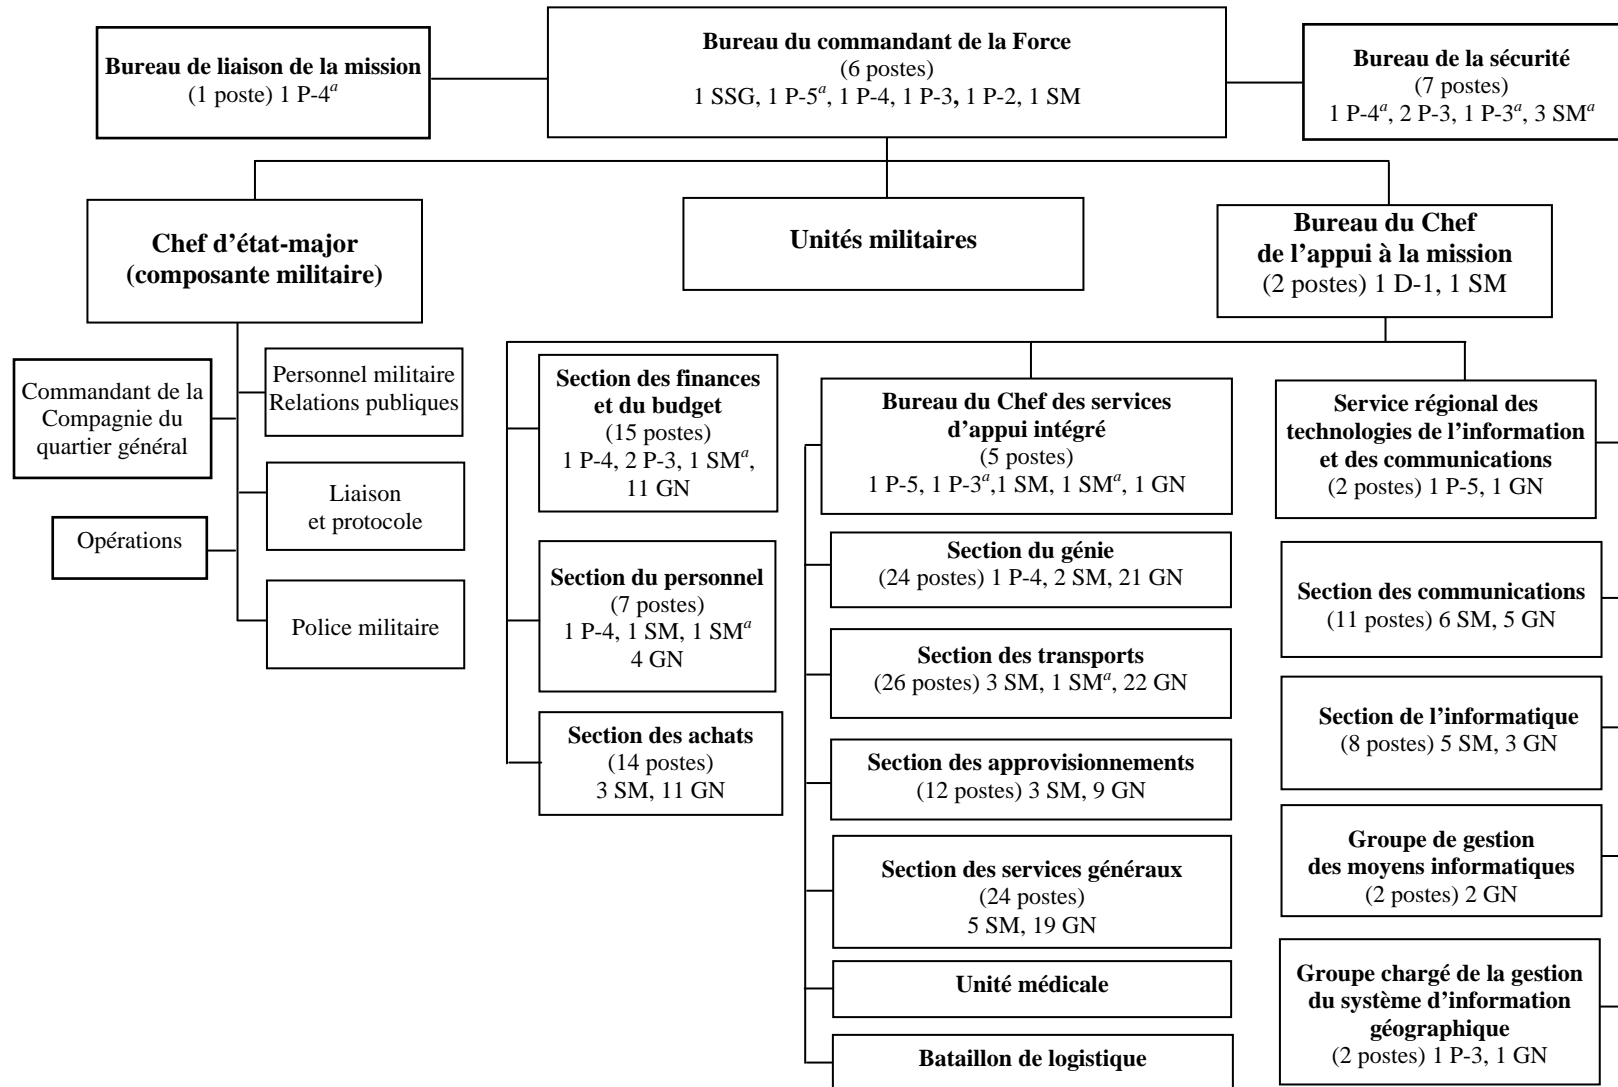 Bureau de liaison de la mission
(1 poste) 1 P-4a
Bureau du commandant de la Force
(6 postes)
1 SSG, 1 P-5a, 1 P-4, 1 P-3, 1 P-2, 1 SM
Bureau de la sécurité
(7 postes)
1 P-4a, 2 P-3, 1 P-3a, 3 SMa
Chef d'état-major
(composante militaire)
Unités militaires
Bureau du Chef
de l'appui à la mission
(2 postes) 1 D-1, 1 SM
Commandant de la
Compagnie du
quartier général
Opérations
Personnel militaire
Relations publiques
Liaison
et protocole
Police militaire
Section des finances
et du budget
(15 postes)
1 P-4, 2 P-3, 1 SMa,
11 GN
Section du personnel
(7 postes)
1 P-4, 1 SM, 1 SMa
4 GN
Section des achats
(14 postes)
3 SM, 11 GN
Bureau du Chef des services
d'appui intégré
(5 postes)
1 P-5, 1 P-3a,1 SM, 1 SMa, 1 GN
Section du génie
(24 postes) 1 P-4, 2 SM, 21 GN
Section des transports
(26 postes) 3 SM, 1 SMa, 22 GN
Section des approvisionnements
(12 postes) 3 SM, 9 GN
Section des services généraux
(24 postes)
5 SM, 19 GN
Unité médicale
Bataillon de logistique
Service régional des
technologies de l'information
et des communications
(2 postes) 1 P-5, 1 GN
Section des communications
(11 postes) 6 SM, 5 GN
Section de l'informatique
(8 postes) 5 SM, 3 GN
Groupe de gestion
des moyens informatiques
(2 postes) 2 GN
Groupe chargé de la gestion
du système d'information
géographique
(2 postes) 1 P-3, 1 GN